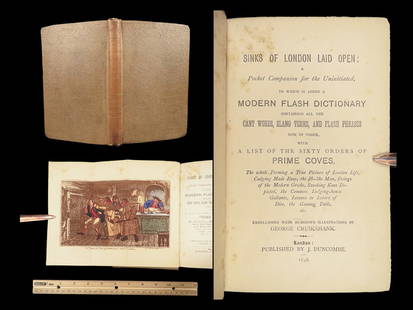 SINKS OF LONDON LAID OPEN:
A
Pocket Companion for the Uninitiated,
TO WHICH IS ADDED A
MODERN FLASH DICTIONARY
CONTAINING ALL THE
CANT WORDS, SLANG TERMS, AND FLASH PHRASES
NOW IN VOGUE,
WITH
A LIST OF THE SIXTY ORDERS OF
PRIME COVES,
The whole Forming a True Picture of London Life,
Cadging Made Easy, the He-She Man, Doings
of the Modern Greeks, Snooking Kens De-
picted, the Common Lodging-house
Gallants, Lessons to Lovers of
Dice, the Gaming Table,
etc.
EMBELLISHED WITH HUMOROUS ILLUSTRATIONS BY
GEORGE CRUIKSHANK.
London:
PUBLISHED BY J. DUNCOMBE.
1848.